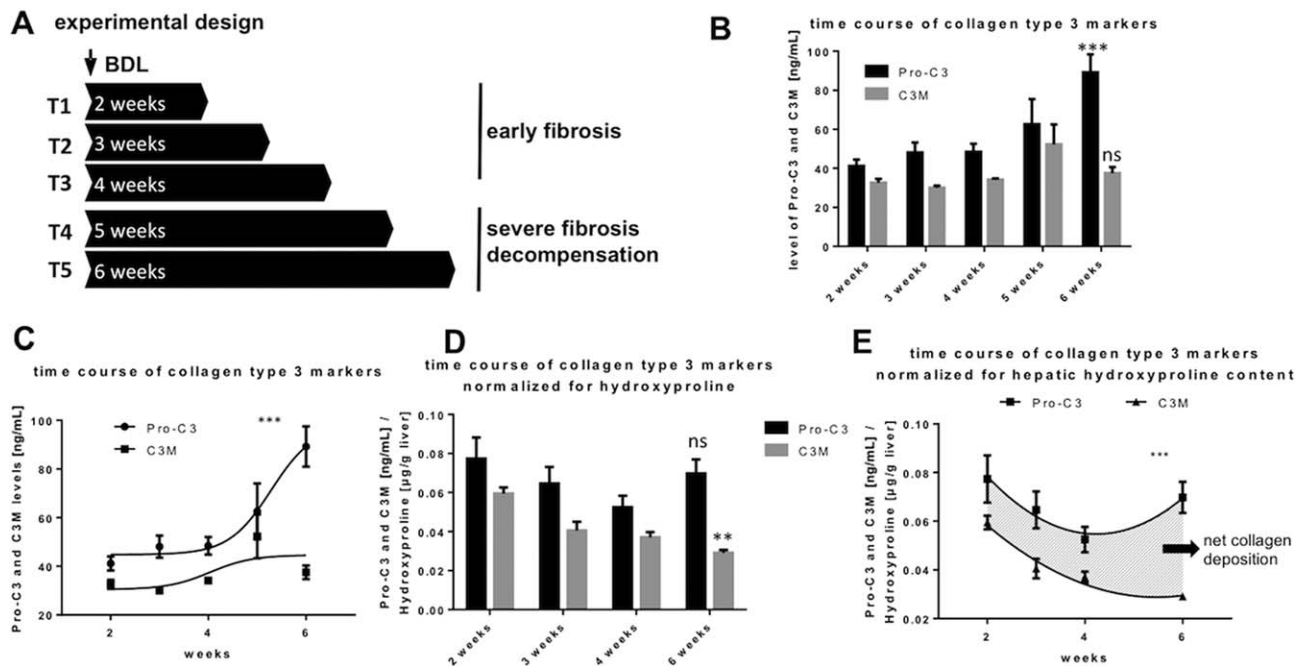 A experimental design
BDL
T1 2 weeks
T2 3 weeks
T3 4 weeks
T4 5 weeks
T5 6 weeks
early fibrosis
severe fibrosis
decompensation
B
time course of collagen type 3 markers
level of Pro-C3 and C3M [ng/mL]
100
80
60
40
20
0
Pro-C3
C3M
***
ns
2 weeks
3 weeks
4 weeks
5 weeks
6 weeks
C
time course of collagen type 3 markers
Pro-C3 and C3M levels [ng/mL]
100
80
60
40
20
Pro-C3
C3M
***
2 4 6
weeks
D
time course of collagen type 3 markers
normalized for hydroxyproline
Pro-C3 and C3M [ng/mL] /
Hydroxyproline [µg/g liver]
0.10
0.08
0.06
0.04
0.02
0.00
ns
**
Pro-C3
C3M
2 weeks
3 weeks
4 weeks
6 weeks
E
time course of collagen type 3 markers
normalized for hepatic hydroxyproline content
Pro-C3 C3M
Pro-C3 and C3M [ng/mL] /
Hydroxyproline [µg/g liver]
0.10
0.08
0.06
0.04
0.02
***
net collagen
deposition
2 4 6
weeks